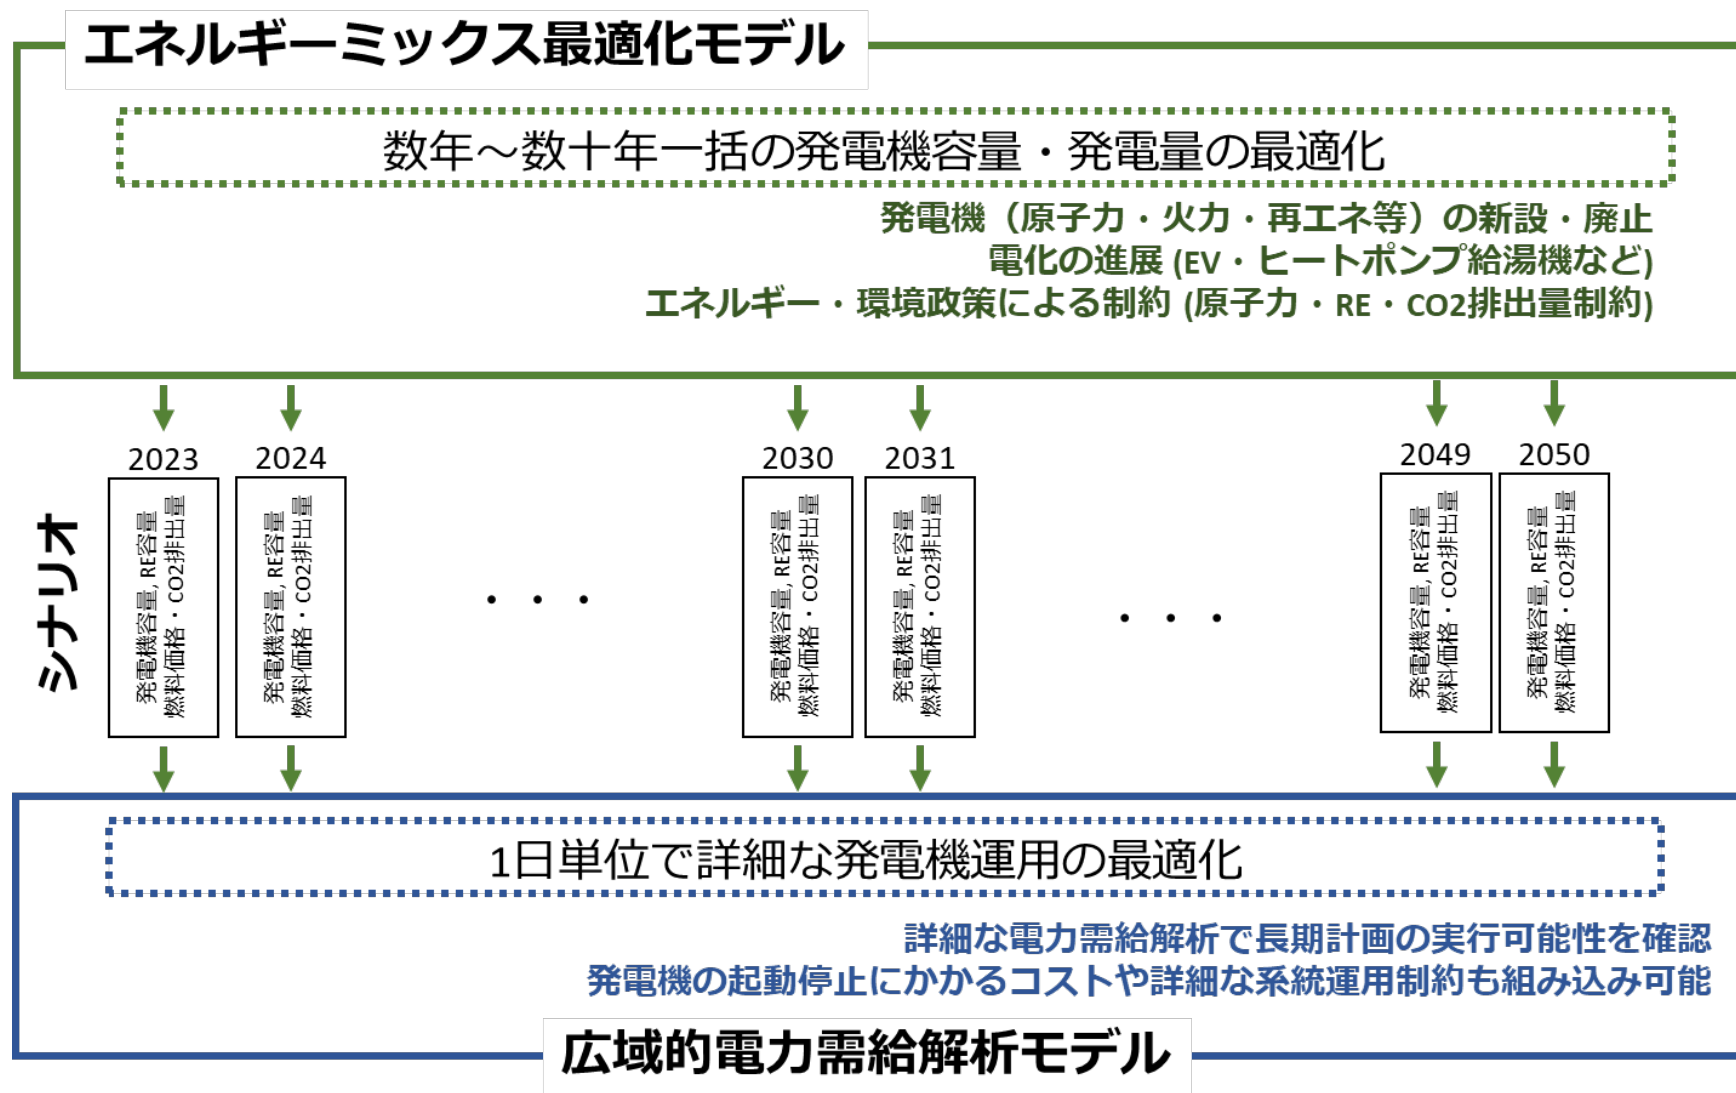 エネルギーミックス最適化モデル
数年～数十年一括の発電機容量・発電量の最適化
発電機（原子力・火力・再エネ等）の新設・廃止
電化の進展 (EV・ヒートポンプ給湯機など)
エネルギー・環境政策による制約 (原子力・RE・CO2排出量制約)
シナリオ
2023
発電機容量, RE容量
燃料価格・CO2排出量
2024
発電機容量, RE容量
燃料価格・CO2排出量
・・・
2030
発電機容量, RE容量
燃料価格・CO2排出量
2031
発電機容量, RE容量
燃料価格・CO2排出量
・・・
2049
発電機容量, RE容量
燃料価格・CO2排出量
2050
発電機容量, RE容量
燃料価格・CO2排出量
1日単位で詳細な発電機運用の最適化
詳細な電力需給解析で長期計画の実行可能性を確認
発電機の起動停止にかかるコストや詳細な系統運用制約も組み込み可能
広域的電力需給解析モデル